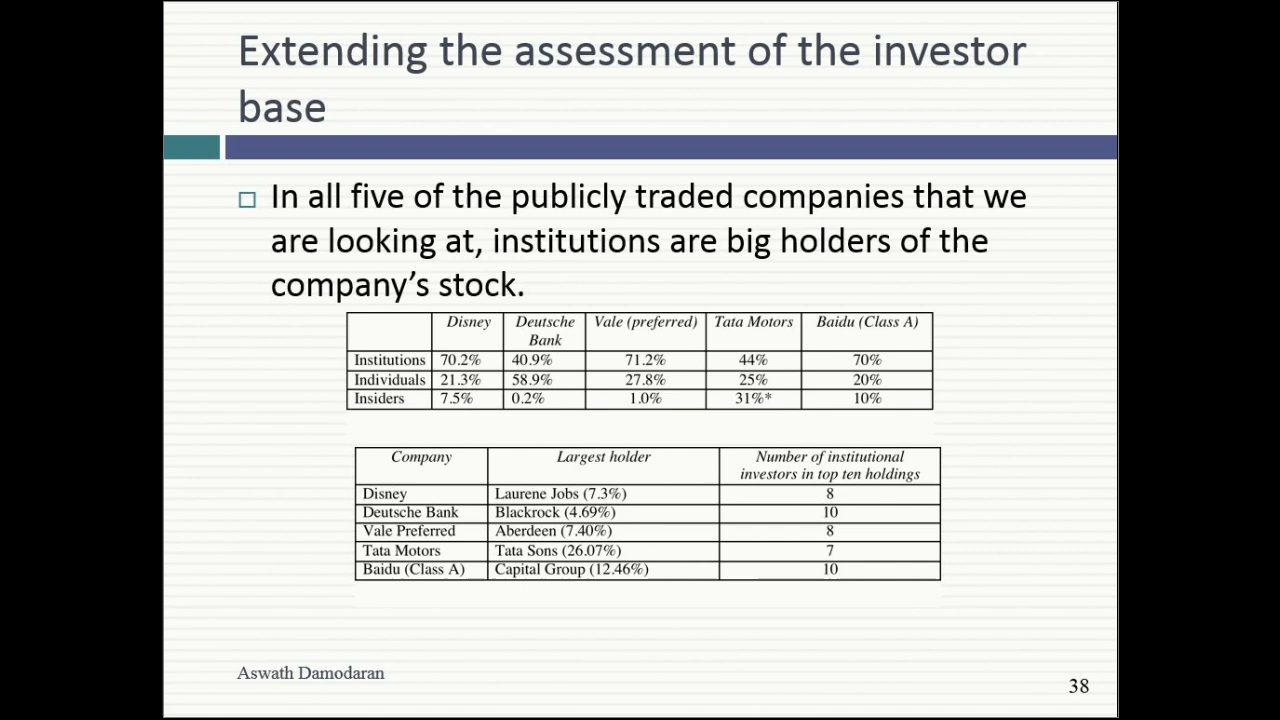 Extending the assessment of the investor
base
In all five of the publicly traded companies that we
are looking at, institutions are big holders of the
company’s stock.
Disney Deutsche Bank Vale (preferred) Tata Motors Baidu (Class A)
Institutions 70.2% 40.9% 71.2% 44% 70%
Individuals 21.3% 58.9% 27.8% 25% 20%
Insiders 7.5% 0.2% 1.0% 31%* 10%
Company Largest holder Number of institutional
investors in top ten holdings
Disney Laurene Jobs (7.3%) 8
Deutsche Bank Blackrock (4.69%) 10
Vale Preferred Aberdeen (7.40%) 8
Tata Motors Tata Sons (26.07%) 7
Baidu (Class A) Capital Group (12.46%) 10
Aswath Damodaran
38